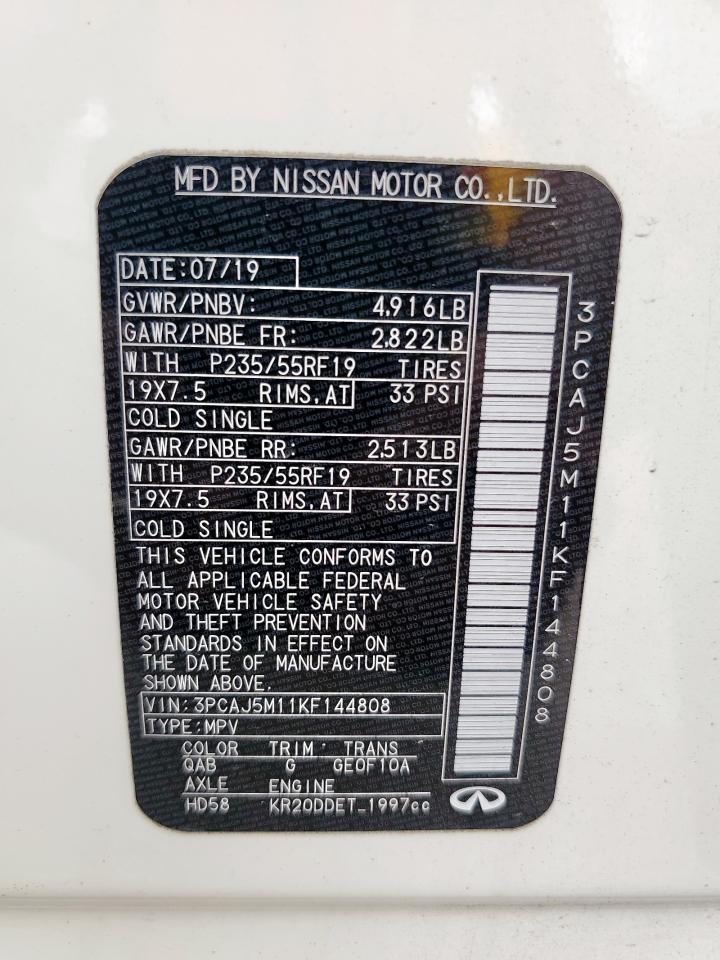 MFD BY NISSAN MOTOR CO.,LTD.
DATE:07/19
GVWR/PNBV: 4,916LB
GAWR/PNBE FR: 2,822LB
WITH P235/55RF19 TIRES
19X7.5 RIMS,AT 33 PSI
COLD SINGLE
GAWR/PNBE RR: 2,513LB
WITH P235/55RF19 TIRES
19X7.5 RIMS,AT 33 PSI
COLD SINGLE
THIS VEHICLE CONFORMS TO
ALL APPLICABLE FEDERAL
MOTOR VEHICLE SAFETY
AND THEFT PREVENTION
STANDARDS IN EFFECT ON
THE DATE OF MANUFACTURE
SHOWN ABOVE.
VIN:3PCAJ5M11KF144808
TYPE:MPV
COLOR TRIM TRANS
QAB G GE0F10A
AXLE ENGINE
HD58 KR20DDET_1997cc
3PCAJ5M11KF144808